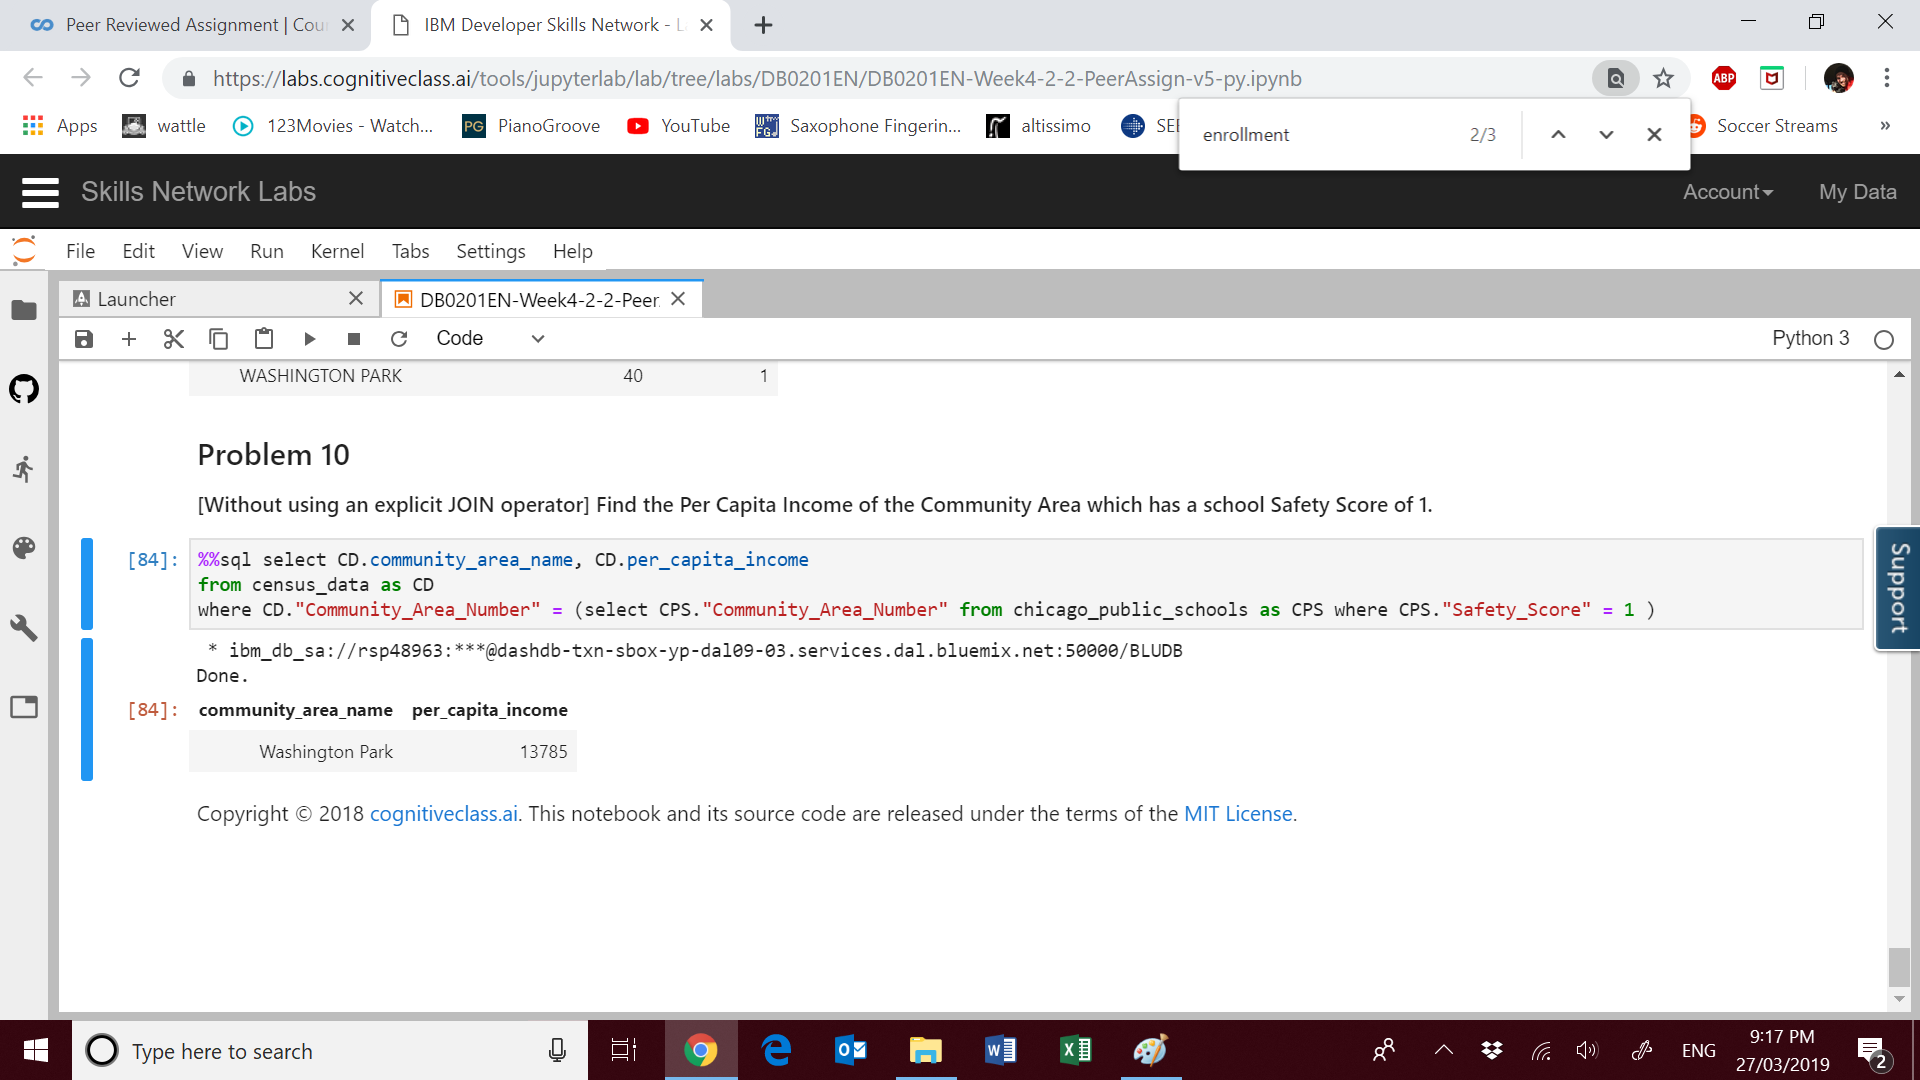 Peer Reviewed Assignment | Cou
IBM Developer Skills Network - L
https://labs.cognitiveclass.ai/tools/jupyterlab/lab/tree/labs/DB0201EN/DB0201EN-Week4-2-2-PeerAssign-v5-py.ipynb
ABP
Apps
wattle
123Movies - Watch...
PG
PianoGroove
YouTube
Saxophone Fingerin...
altissimo
Soccer Streams
»
enrollment
2/3
Skills Network Labs
Account
My Data
File
Edit
View
Run
Kernel
Tabs
Settings
Help
Launcher
DB0201EN-Week4-2-2-Peer
Code
Python 3
WASHINGTON PARK 40 1
Problem 10
[Without using an explicit JOIN operator] Find the Per Capita Income of the Community Area which has a school Safety Score of 1.
[84]: %%sql select CD.community_area_name, CD.per_capita_income
from census_data as CD
where CD."Community_Area_Number" = (select CPS."Community_Area_Number" from chicago_public_schools as CPS where CPS."Safety_Score" = 1 )
* ibm_db_sa://rsp48963:***@dashdb-txn-sbox-yp-dal09-03.services.dal.bluemix.net:50000/BLUDB
Done.
[84]: community_area_name per_capita_income
Washington Park 13785
Copyright © 2018 cognitiveclass.ai. This notebook and its source code are released under the terms of the MIT License.
Support
Type here to search
ENG
9:17 PM
27/03/2019
2